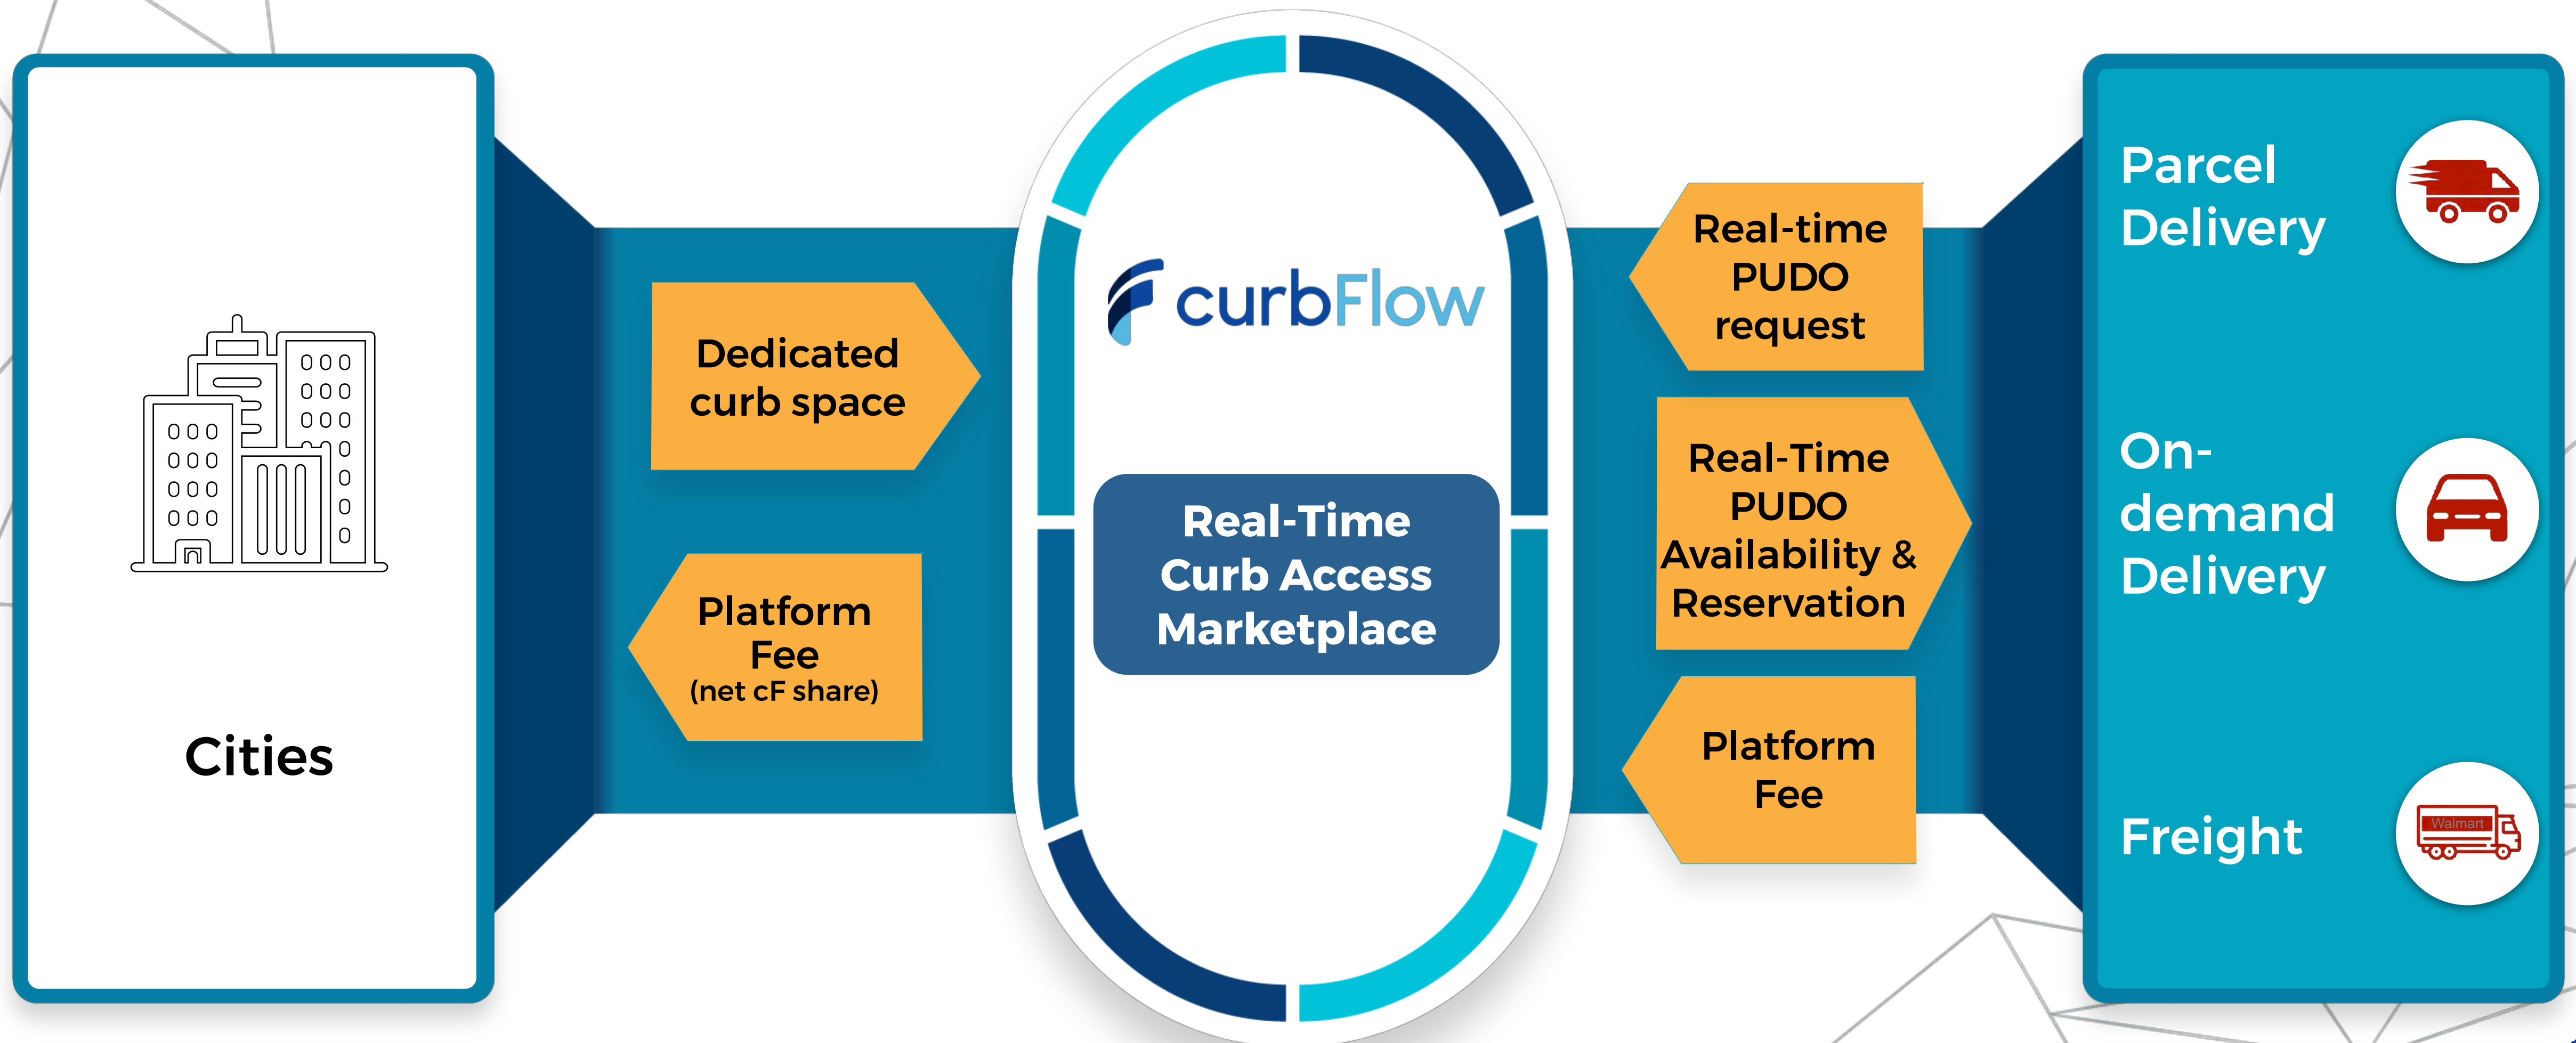 Cities
Dedicated
curb space
Platform
Fee
(net cF share)
curbFlow
Real-Time
Curb Access
Marketplace
Real-time
PUDO
request
Real-Time
PUDO
Availability &
Reservation
Platform
Fee
Parcel
Delivery
On-
demand
Delivery
Freight
Walmart